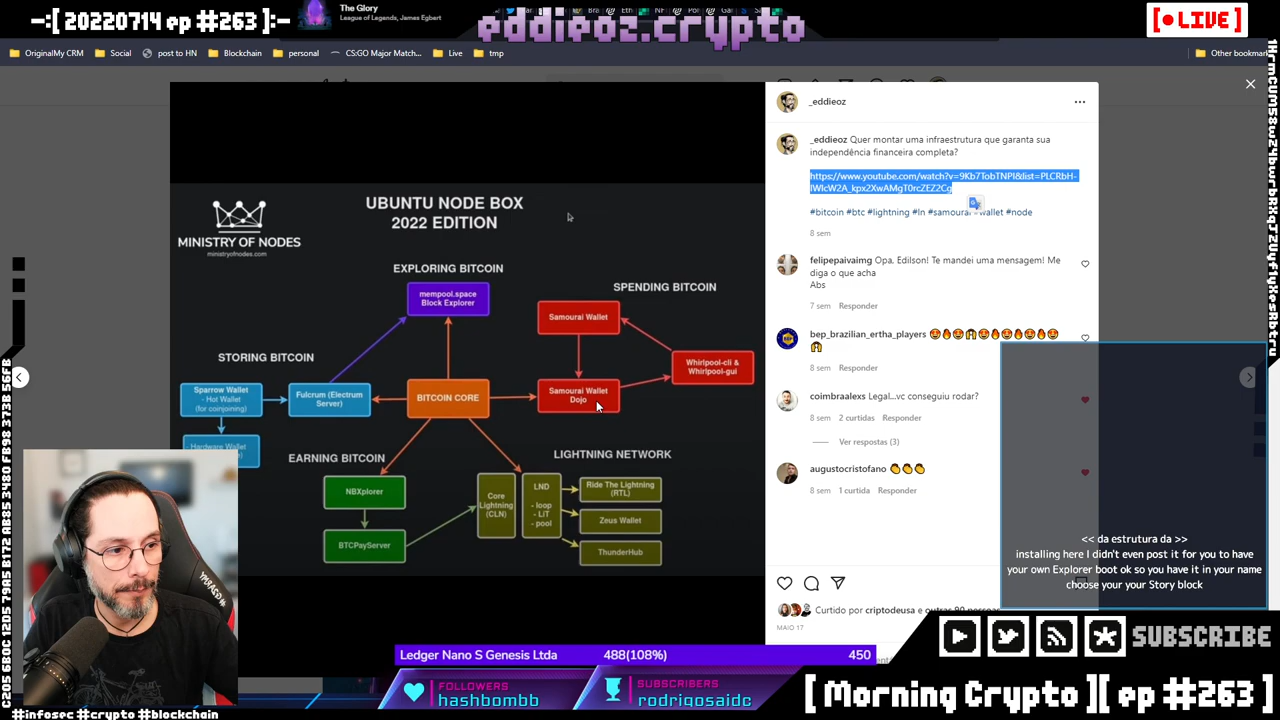 —:[ 20220714 ep #263 ]:—
The Glory
League of Legends, James Egbert
eddieoz.crypto
[ ● LIVE ]
OriginalMy CRM
Social
post to HN
Blockchain
personal
CS:GO Major Match...
Live
tmp
Other bookmark
_eddieoz
_eddieoz Quer montar uma infraestrutura que garanta sua
independência financeira completa?
#bitcoin #btc #lightning #ln #samourai #wallet #node
8 sem
felipepaivaimg Opa, Edilson! Te mandei uma mensagem! Me
diga o que acha
Abs
7 sem Responder
bep_brazilian_ertha_players
8 sem Responder
coimbraalexs Legal...vc conseguiu rodar?
8 sem 2 curtidas Responder
Ver respostas (3)
augustocristofano
8 sem 1 curtida Responder
Curtido por criptodeusa e outras 90 pessoas
MAIO 17
MINISTRY OF NODES
ministryofnodes.com
UBUNTU NODE BOX
2022 EDITION
EXPLORING BITCOIN
mempool.space
Block Explorer
SPENDING BITCOIN
Samourai Wallet
Whirlpool-cli &
Whirlpool-gui
Samourai Wallet
Dojo
STORING BITCOIN
Sparrow Wallet
- Hot Wallet
(for coinjoining)
Fulcrum (Electrum
Server)
BITCOIN CORE
- Hardware Wallet
EARNING BITCOIN
NBXplorer
BTCPayServer
LIGHTNING NETWORK
Core
Lightning
(CLN)
LND
- loop
- LiT
- pool
Ride The Lightning
(RTL)
Zeus Wallet
ThunderHub
<< da estrutura da >>
installing here I didn't even post it for you to have
your own Explorer boot ok so you have it in your name
choose your your Story block
SUBSCRIBE
Ledger Nano S Genesis Ltda 488(108%) 450
FOLLOWERS
hashbombb
SUBSCRIBERS
rodrigosaidc
[ Morning Crypto ][ ep #263 ]
#infosec #crypto #blockchain